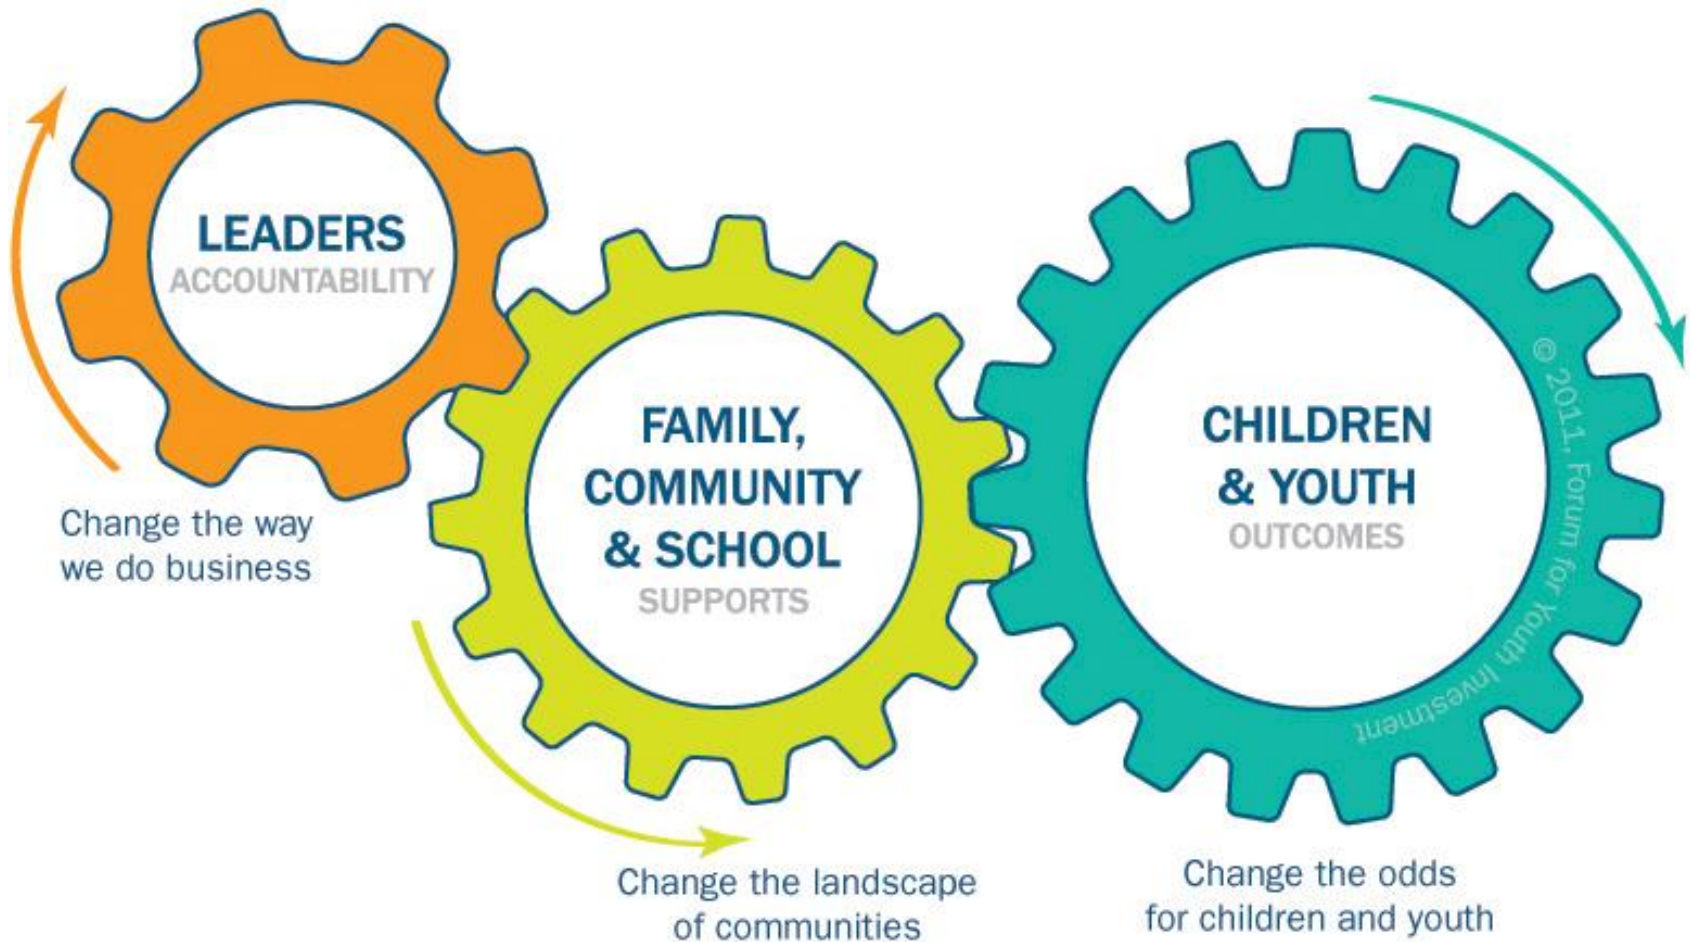 LEADERS
ACCOUNTABILITY
Change the way
we do business
FAMILY,
COMMUNITY
& SCHOOL
SUPPORTS
Change the landscape
of communities
CHILDREN
& YOUTH
OUTCOMES
© 2011, Forum for Youth Investment
Change the odds
for children and youth